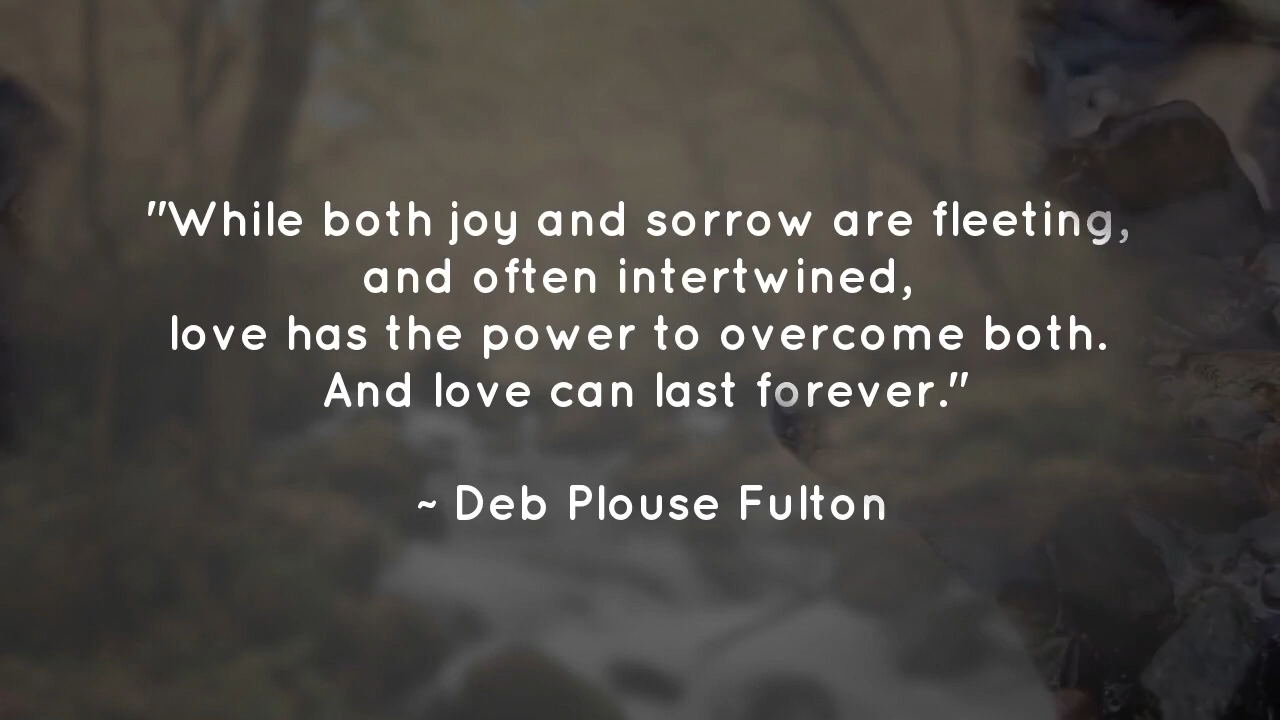 "While both joy and sorrow are fleeting,
and often intertwined,
love has the power to overcome both.
And love can last forever."
~ Deb Plouse Fulton